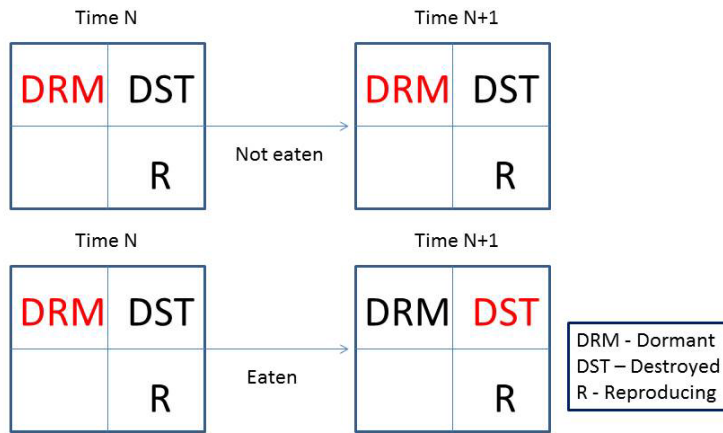 Time N
Time N+1
DRM DST
DRM DST
Not eaten
R
R
Time N
Time N+1
DRM DST
DRM DST
Eaten
R
R
DRM - Dormant
DST – Destroyed
R - Reproducing